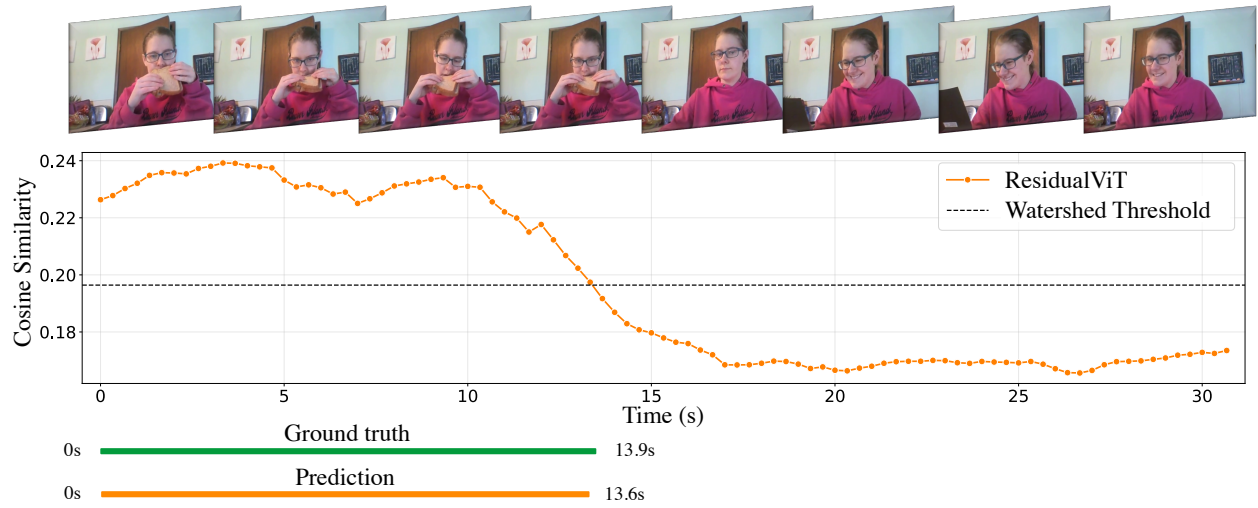 0.24
0.22
0.20
0.18
Cosine Similarity
ResidualViT
Watershed Threshold
0 5 10 15 20 25 30
Time (s)
Ground truth
0s 13.9s
Prediction
0s 13.6s